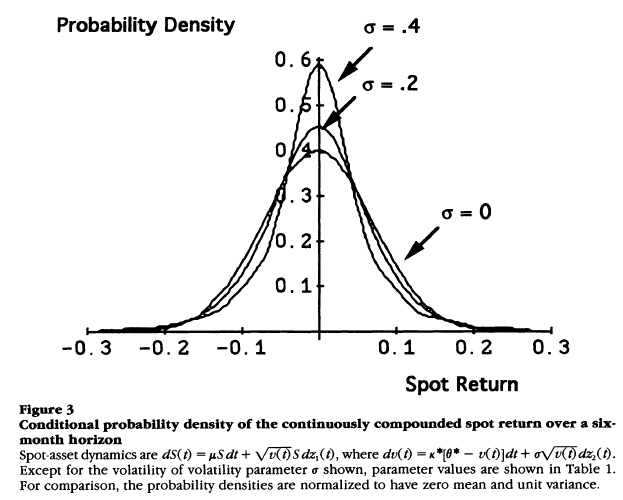 Probability Density
σ = .4
0.6
σ = .2
0.5
0.4
0.3
σ = 0
0.2
0.1
-0.3 -0.2 -0.1 0.1 0.2 0.3
Spot Return
Figure 3
Conditional probability density of the continuously compounded spot return over a six-
month horizon
Spot-asset dynamics are dS(t) = μS dt + √v(t) S dz₁(t), where dv(t) = κ*[θ* − v(t)]dt + σ√v(t) dz₂(t).
Except for the volatility of volatility parameter σ shown, parameter values are shown in Table 1.
For comparison, the probability densities are normalized to have zero mean and unit variance.